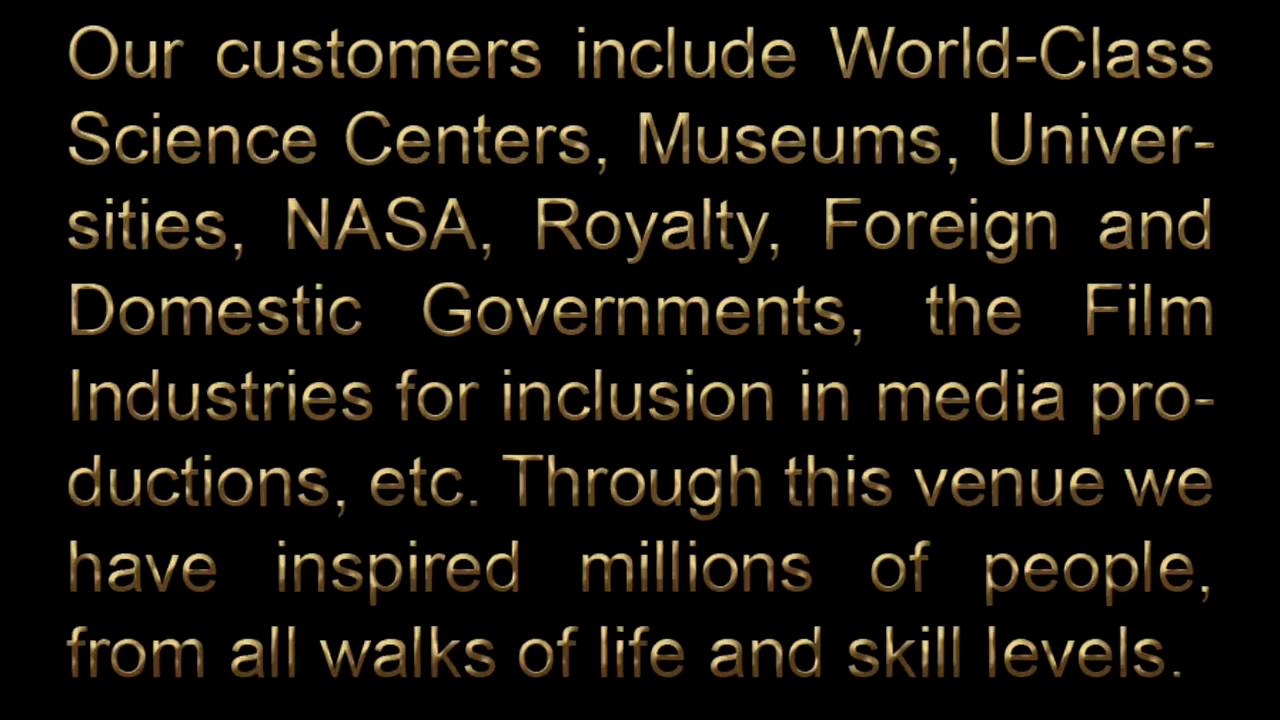 Our customers include World-Class
Science Centers, Museums, Univer-
sities, NASA, Royalty, Foreign and
Domestic Governments, the Film
Industries for inclusion in media pro-
ductions, etc. Through this venue we
have inspired millions of people,
from all walks of life and skill levels.